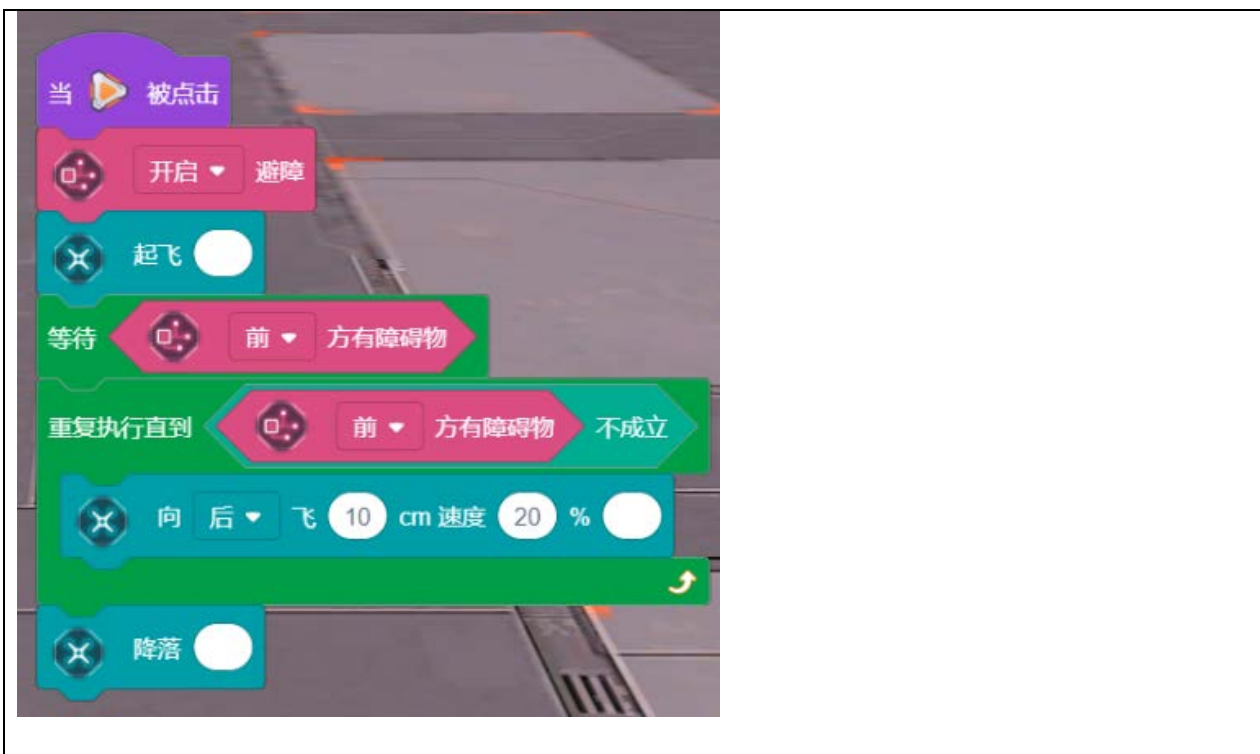 当 被点击
开启 避障
起飞
等待 前 方有障碍物
重复执行直到 前 方有障碍物 不成立
向 后 飞 10 cm 速度 20 %
降落